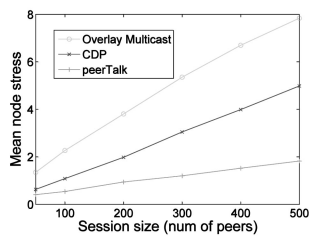 8
6
4
2
0
Mean node stress
Overlay Multicast
CDP
peerTalk
100 200 300 400 500
Session size (num of peers)